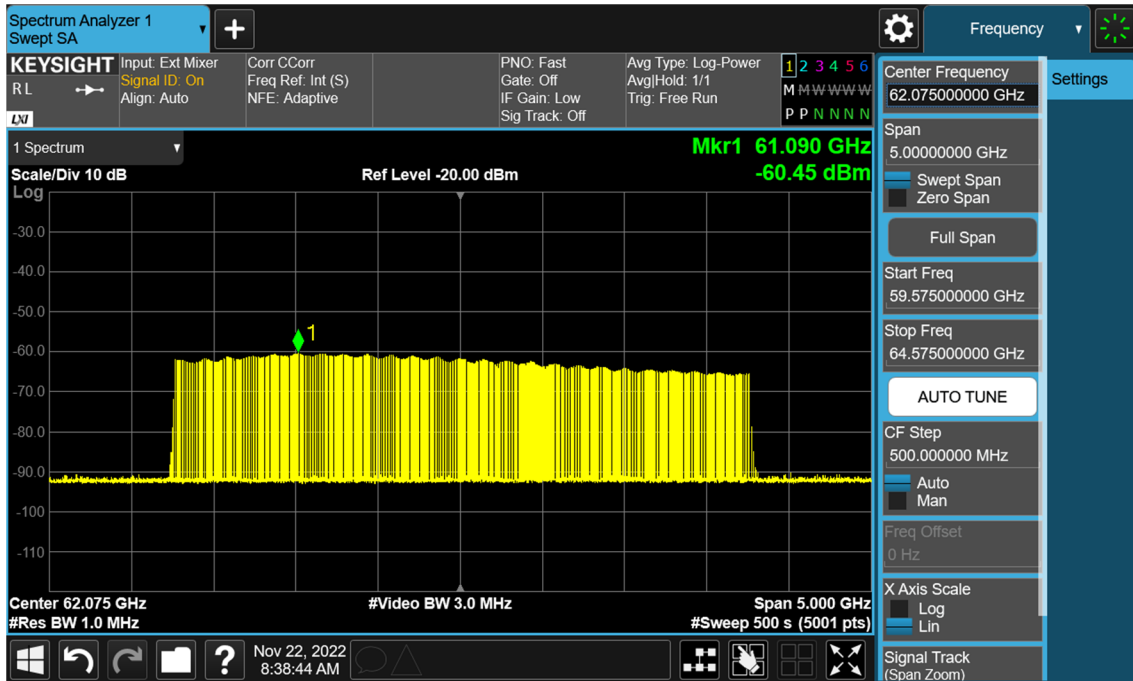 Spectrum Analyzer 1
Swept SA
+
Frequency
KEYSIGHT
R L
LXI
Input: Ext Mixer
Signal ID: On
Align: Auto
Corr CCorr
Freq Ref: Int (S)
NFE: Adaptive
PNO: Fast
Gate: Off
IF Gain: Low
Sig Track: Off
Avg Type: Log-Power
Avg|Hold: 1/1
Trig: Free Run
1 2 3 4 5 6
M M W W W W
P P N N N N
Center Frequency
62.075000000 GHz
Settings
1 Spectrum
Mkr1 61.090 GHz
-60.45 dBm
Scale/Div 10 dB
Ref Level -20.00 dBm
Log
-30.0
-40.0
-50.0
-60.0
-70.0
-80.0
-90.0
-100
-110
1
Center 62.075 GHz
#Video BW 3.0 MHz
Span 5.000 GHz
#Res BW 1.0 MHz
#Sweep 500 s (5001 pts)
Span
5.00000000 GHz
Swept Span
Zero Span
Full Span
Start Freq
59.575000000 GHz
Stop Freq
64.575000000 GHz
AUTO TUNE
CF Step
500.000000 MHz
Auto
Man
Freq Offset
0 Hz
X Axis Scale
Log
Lin
Signal Track
(Span Zoom)
?
Nov 22, 2022
8:38:44 AM